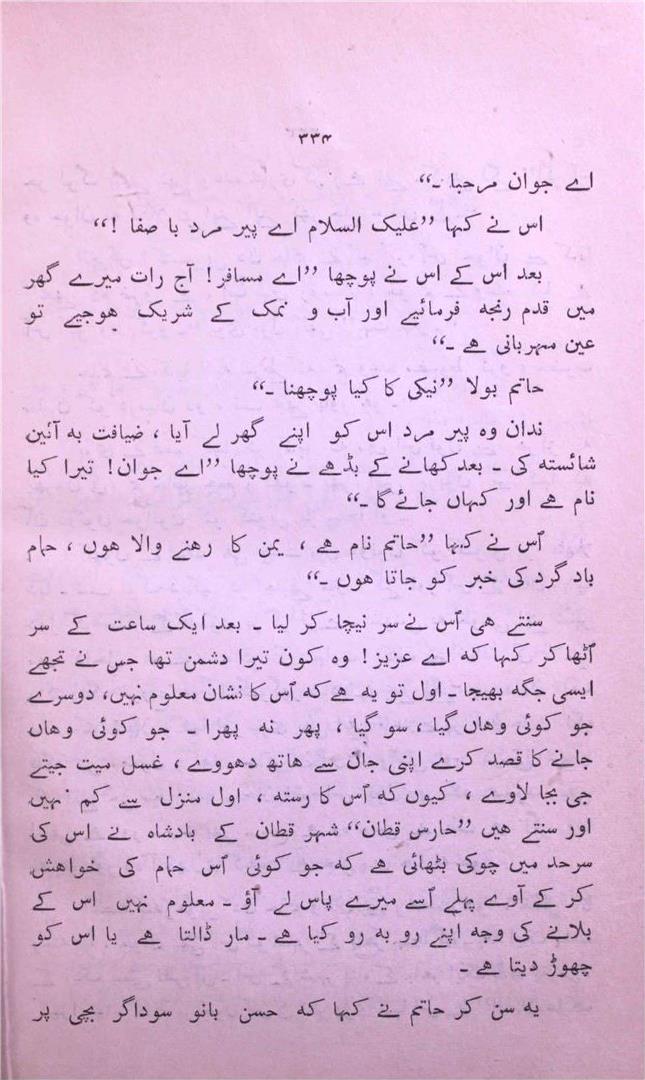 ۳۳۴
اے جوان مرحبا ۔“
اس نے کہا ”علیک السلام اے پیر مرد با صفا !“
بعد اُس کے اس نے پوچھا ”اے مسافر! آج رات میرے گھر
میں قدم رنجہ فرمائیے اور آب و نمک کے شریک ہوجیے تو
عین مہربانی ہے ۔“
حاتم بولا ”نیکی کا کیا پوچھنا ۔“
ندان وہ پیر مرد اس کو اپنے گھر لے آیا ، ضیافت بہ آئین
شائستہ کی ۔ بعد کھانے کے بڈھے نے پوچھا ”اے جوان! تیرا کیا
نام ہے اور کہاں جائے گا ۔“
اُس نے کہا ”حاتم نام ہے ، یمن کا رہنے والا ہوں ، حمام
باد گرد کی خبر کو جاتا ہوں ۔“
سنتے ہی اُس نے سر نیچا کر لیا ۔ بعد ایک ساعت کے سر
اُٹھا کر کہا کہ اے عزیز! وہ کون تیرا دشمن تھا جس نے تجھے
ایسی جگہ بھیجا ۔ اول تو یہ ہے کہ اُس کا نشان معلوم نہیں، دوسرے
جو کوئی وہاں گیا ، سو گیا ، پھر نہ پھرا ۔ جو کوئی وہاں
جانے کا قصد کرے اپنی جان سے ہاتھ دھووے ، غسل میت جیتے
جی بجا لاوے ، کیوں کہ اُس کا رستہ ، اول منزل سے کم نہیں
اور سنتے ہیں ”حارس قطان“ شہر قطان کے بادشاہ نے اس کی
سرحد میں چوکی بٹھائی ہے کہ جو کوئی اُس حمام کی خواہش
کر کے آوے پہلے اُسے میرے پاس لے آؤ ۔ معلوم نہیں اس کے
بلانے کی وجہ اپنے رو بہ رو کیا ہے ۔ مار ڈالتا ہے یا اس کو
چھوڑ دیتا ہے ۔
یہ سن کر حاتم نے کہا کہ حسن بانو سوداگر بچی پر